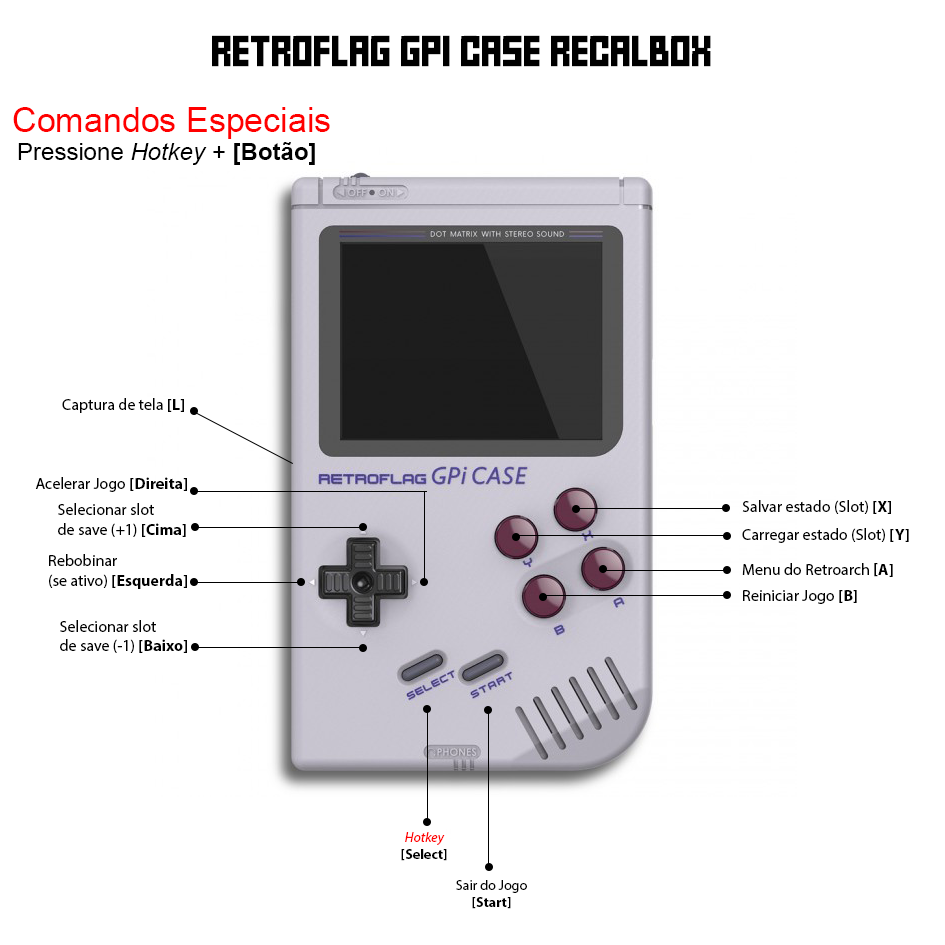 RETROFLAG GPI CASE RECALBOX
Comandos Especiais
Pressione Hotkey + [Botão]
OFF ON
DOT MATRIX WITH STEREO SOUND
Captura de tela [L]
RETROFLAG GPi CASE
Acelerar Jogo [Direita]
Selecionar slot
de save (+1) [Cima]
Rebobinar
(se ativo) [Esquerda]
Selecionar slot
de save (-1) [Baixo]
X
Y
A
B
Salvar estado (Slot) [X]
Carregar estado (Slot) [Y]
Menu do Retroarch [A]
Reiniciar Jogo [B]
SELECT
START
PHONES
Hotkey
[Select]
Sair do Jogo
[Start]